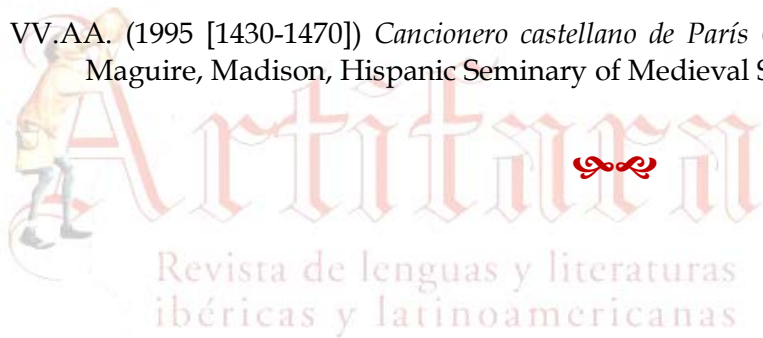 VV.AA. (1995 [1430-1470]) Cancionero castellano de París
Maguire, Madison, Hispanic Seminary of Medieval
Artifara
Revista de lenguas y literaturas
ibéricas y latinoamericanas